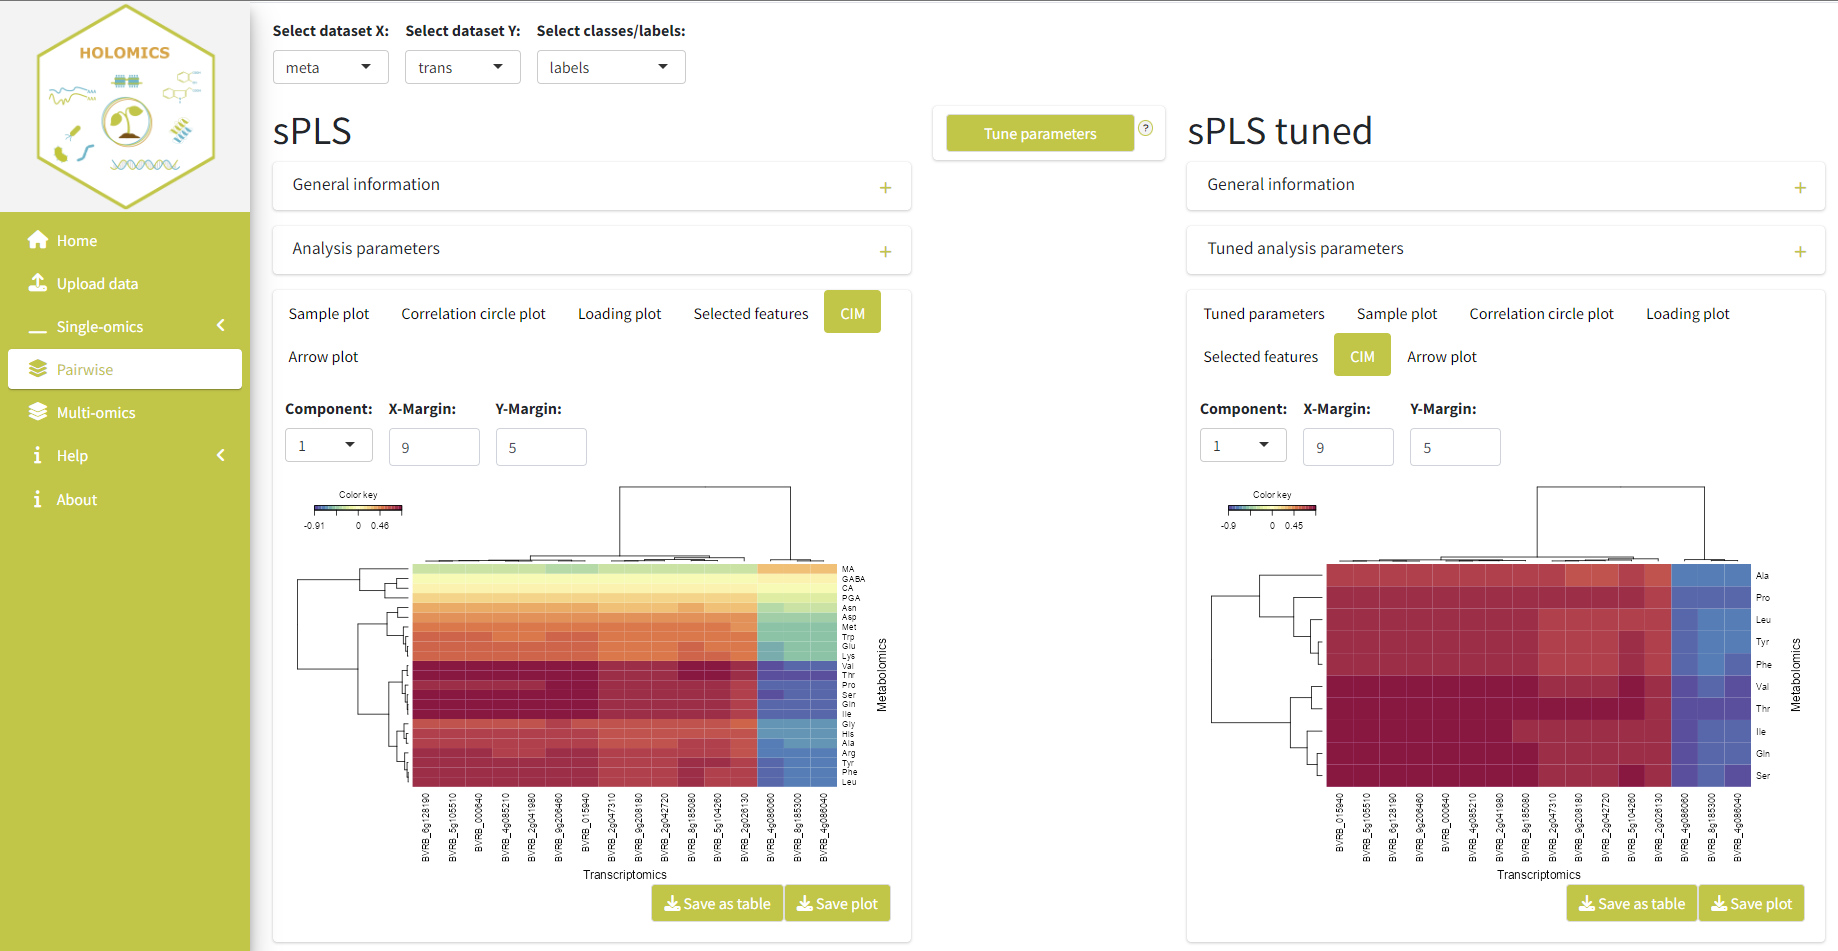 HOLOMICS
Home
Upload data
Single-omics
Pairwise
Multi-omics
Help
About
Select dataset X: Select dataset Y: Select classes/labels:
meta trans labels
sPLS
General information +
Analysis parameters +
Sample plot Correlation circle plot Loading plot Selected features CIM
Arrow plot
Component: X-Margin: Y-Margin:
1 9 5
Color key
-0.91 0 0.46
MA
GABA
CA
PGA
Asn
Asp
Met
Trp
Glu
Lys
Val
Thr
Pro
Ser
Gln
Ile
Gly
His
Ala
Arg
Tyr
Phe
Leu
Metabolomics
BVRB_6g128190
BVRB_5g105510
BVRB_000640
BVRB_4g085210
BVRB_2g041980
BVRB_9g206460
BVRB_015940
BVRB_2g047310
BVRB_9g208180
BVRB_2g042720
BVRB_8g185080
BVRB_5g104260
BVRB_2g026130
BVRB_4g086060
BVRB_8g185300
BVRB_4g086040
Transcriptomics
Save as table Save plot
Tune parameters ?
sPLS tuned
General information +
Tuned analysis parameters +
Tuned parameters Sample plot Correlation circle plot Loading plot
Selected features CIM Arrow plot
Component: X-Margin: Y-Margin:
1 9 5
Color key
-0.9 0 0.45
Ala
Pro
Leu
Tyr
Phe
Val
Thr
Ile
Gln
Ser
Metabolomics
BVRB_015940
BVRB_5g105510
BVRB_6g128190
BVRB_9g206460
BVRB_000640
BVRB_4g085210
BVRB_2g041980
BVRB_8g185080
BVRB_2g047310
BVRB_9g208180
BVRB_2g042720
BVRB_5g104260
BVRB_2g026130
BVRB_4g086060
BVRB_8g185300
BVRB_4g086040
Transcriptomics
Save as table Save plot